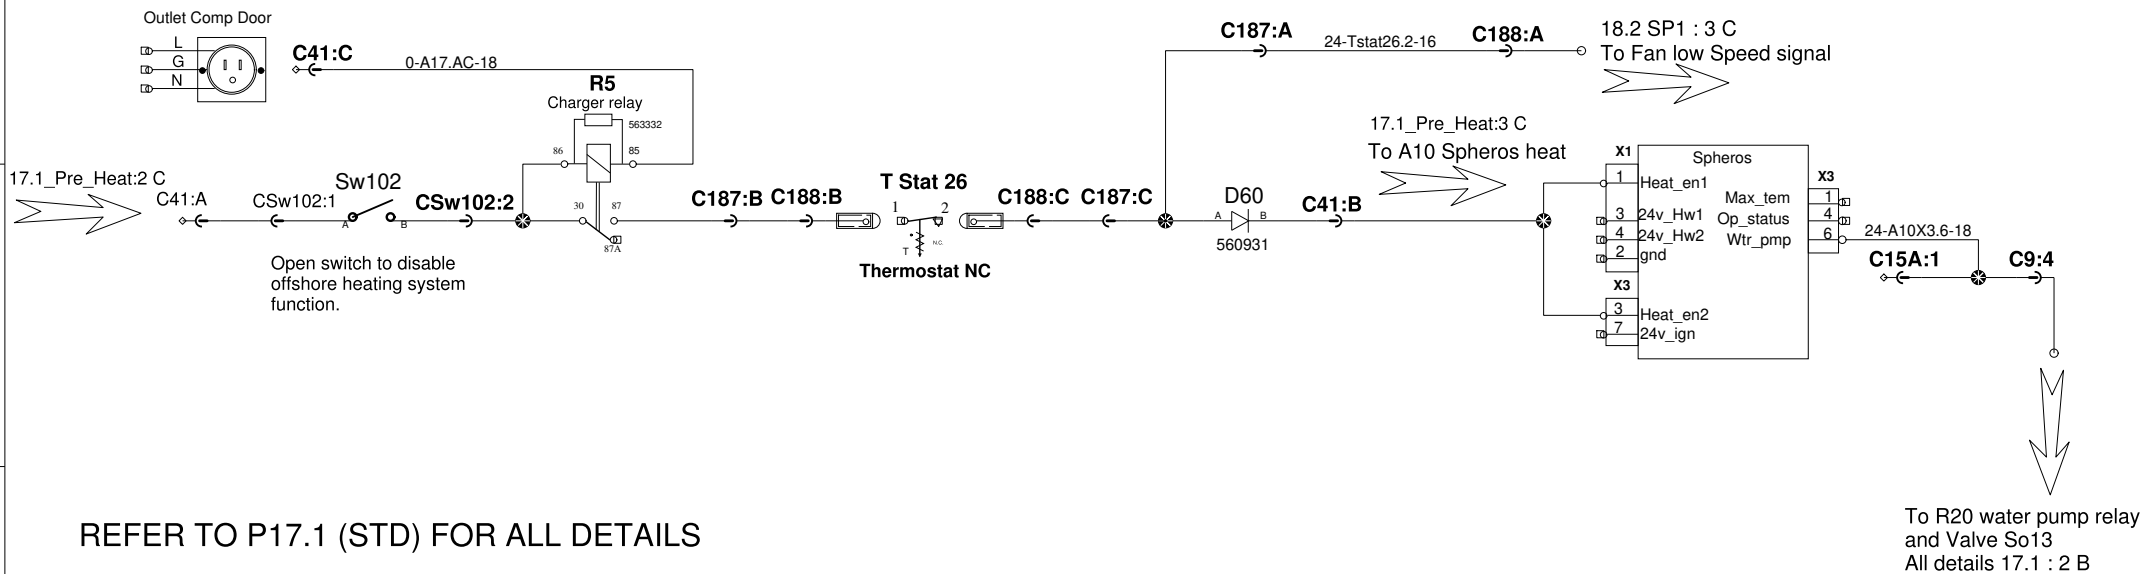 Outlet Comp Door
L
G
N
C41:C
0-A17.AC-18
R5
Charger relay
563332
86
85
17.1_Pre_Heat:2 C
C41:A
CSw102:1
Sw102
A
B
CSw102:2
30
87
87A
Open switch to disable
offshore heating system
function.
C187:B
C188:B
T Stat 26
1
2
T
N.C.
Thermostat NC
C188:C
C187:C
C187:A
24-Tstat26.2-16
C188:A
18.2 SP1 : 3 C
To Fan low Speed signal
D60
A
B
560931
C41:B
17.1_Pre_Heat:3 C
To A10 Spheros heat
X1
Spheros
1
Heat_en1
3
24v_Hw1
4
24v_Hw2
2
gnd
X3
3
Heat_en2
7
24v_ign
X3
Max_tem
1
Op_status
4
Wtr_pmp
6
24-A10X3.6-18
C15A:1
C9:4
To R20 water pump relay
and Valve So13
All details 17.1 : 2 B
REFER TO P17.1 (STD) FOR ALL DETAILS